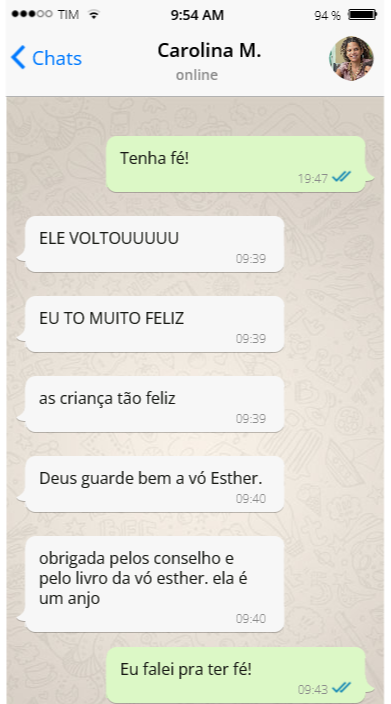 TIM 9:54 AM 94 %
Chats Carolina M.
online
Tenha fé!
19:47
ELE VOLTOUUUUU
09:39
EU TO MUITO FELIZ
09:39
as criança tão feliz
09:39
Deus guarde bem a vó Esther.
09:40
obrigada pelos conselho e
pelo livro da vó esther. ela é
um anjo
09:40
Eu falei pra ter fé!
09:43